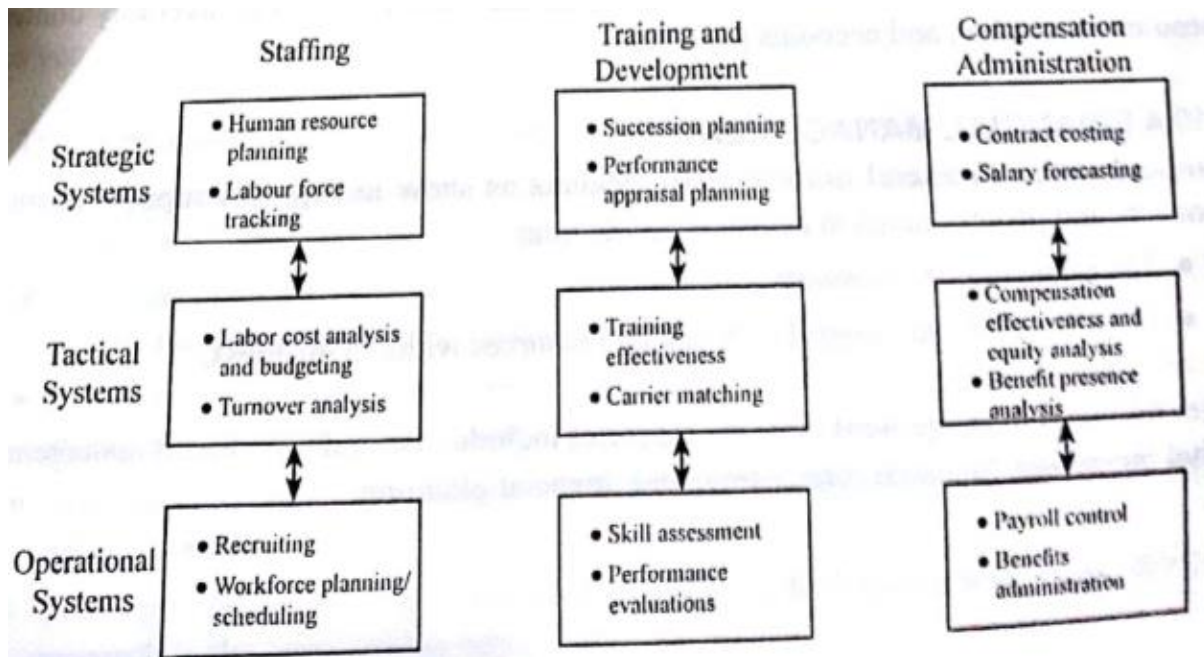 Staffing
Training and
Development
Compensation
Administration
Strategic
Systems
• Human resource
planning
• Labour force
tracking
• Succession planning
• Performance
appraisal planning
• Contract costing
• Salary forecasting
Tactical
Systems
• Labor cost analysis
and budgeting
• Turnover analysis
• Training
effectiveness
• Carrier matching
• Compensation
effectiveness and
equity analysis
• Benefit presence
analysis
Operational
Systems
• Recruiting
• Workforce planning/
scheduling
• Skill assessment
• Performance
evaluations
• Payroll control
• Benefits
administration